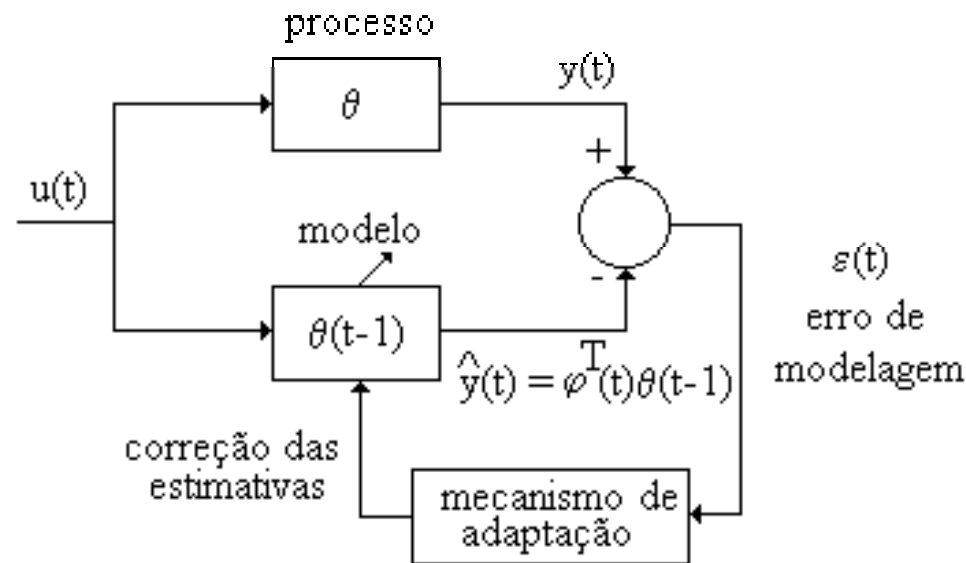 processo
θ
y(t)
+
u(t)
modelo
-
ε(t)
erro de
modelagem
θ(t-1)
ŷ(t) = φᵀ(t)θ(t-1)
correção das
estimativas
mecanismo de
adaptação